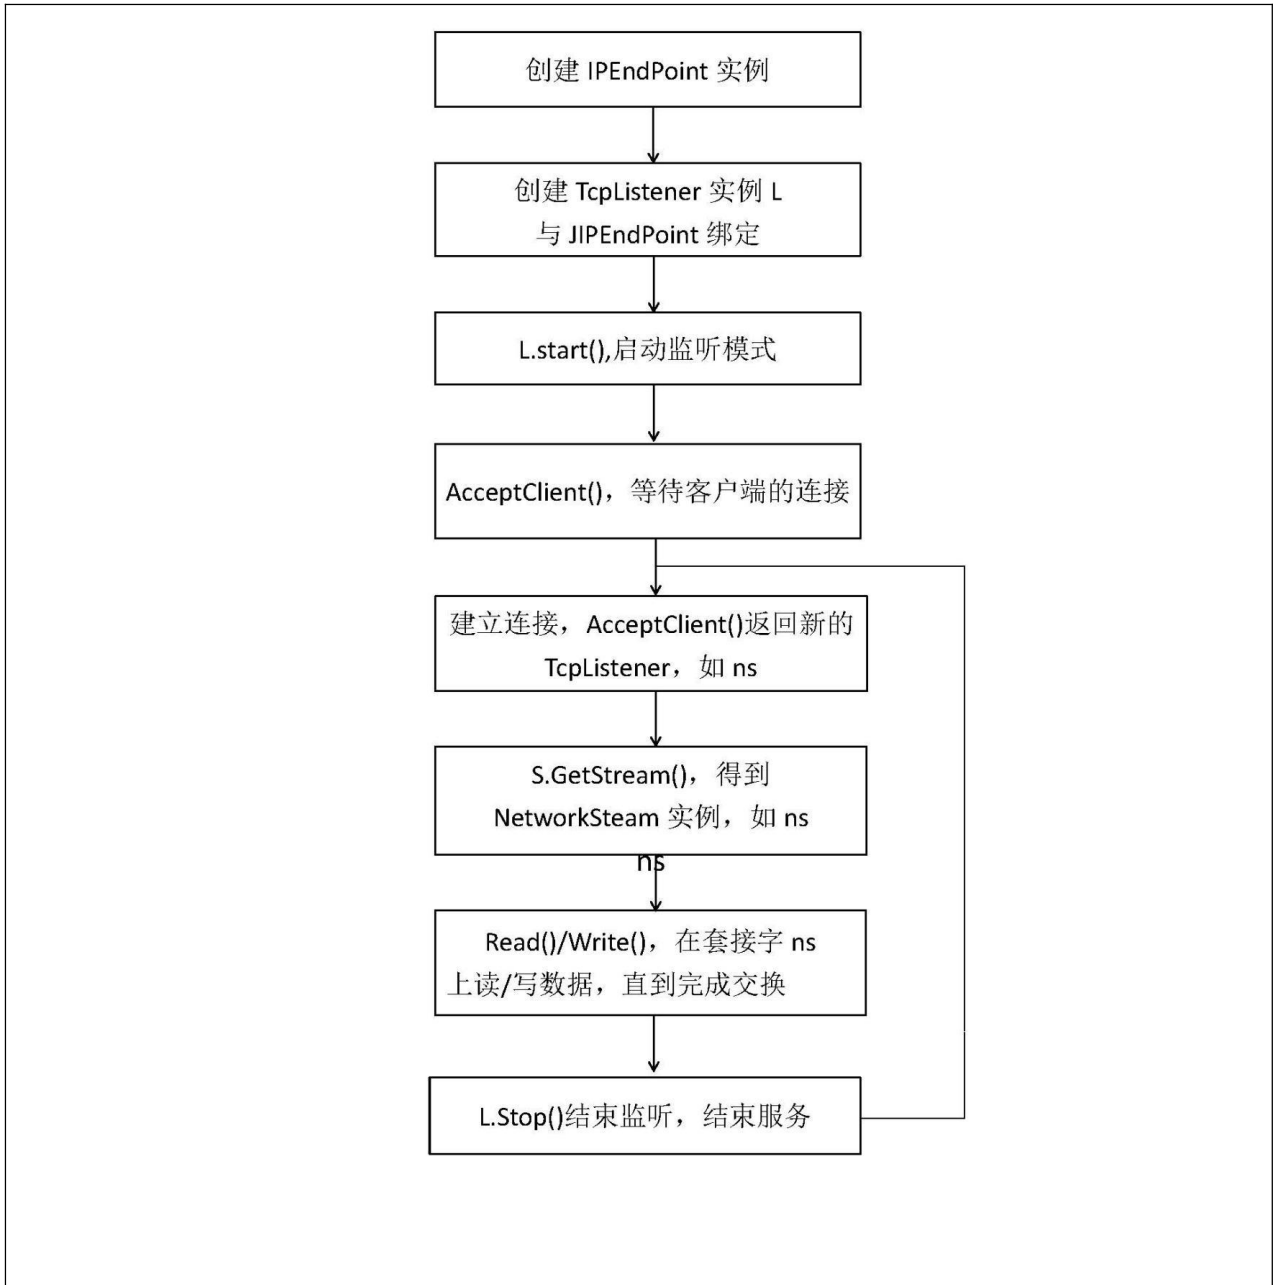 创建 IPEndPoint 实例
创建 TcpListener 实例 L
与 JIPEndPoint 绑定
L.start(),启动监听模式
AcceptClient()，等待客户端的连接
建立连接，AcceptClient()返回新的
TcpListener，如 ns
S.GetStream()，得到
NetworkSteam 实例，如 ns
ns
Read()/Write()，在套接字 ns
上读/写数据，直到完成交换
L.Stop()结束监听，结束服务